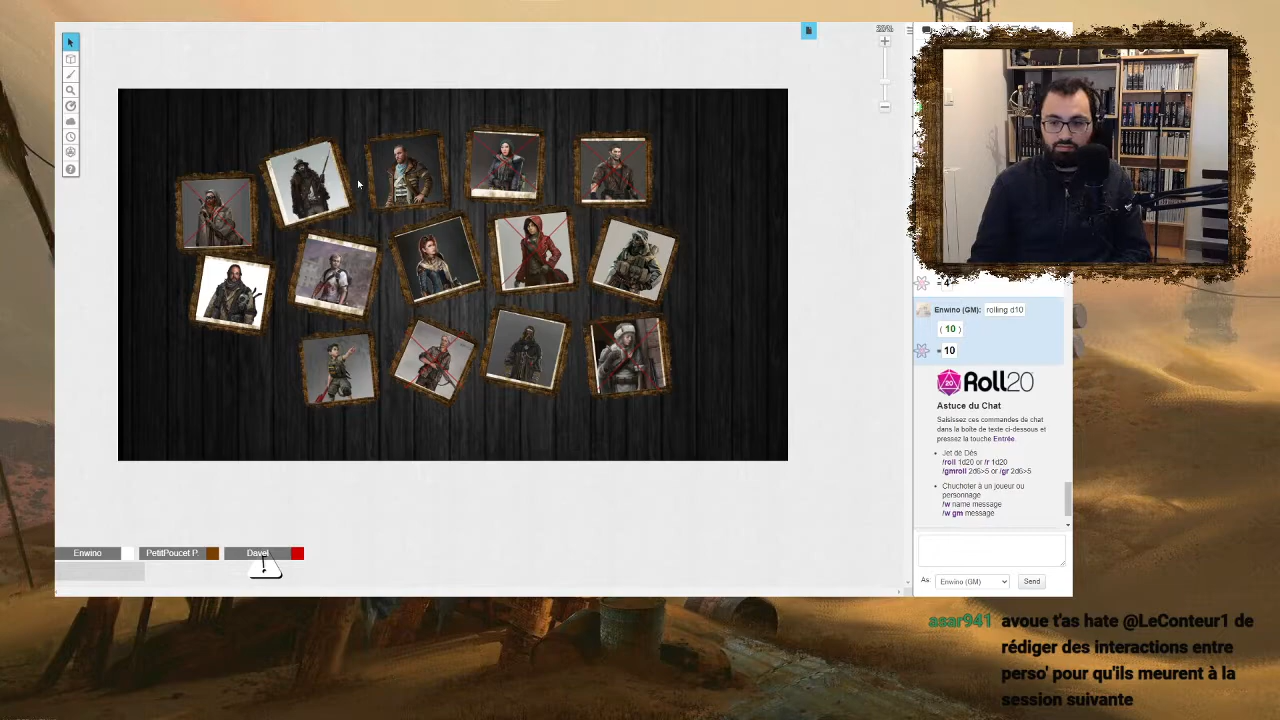 = 4
Enwino (GM): rolling d10
( 10 )
= 10
20 Roll20
Astuce du Chat
Saisissez ces commandes de chat
dans la boîte de texte ci-dessous et
pressez la touche Entrée.
• Jet de Dés
/roll 1d20 or /r 1d20
/gmroll 2d6>5 or /gr 2d6>5
• Chuchoter à un joueur ou
personnage
/w name message
/w gm message
As: Enwino (GM) Send
Enwino PetitPoucet P. Davel
!
asar941 avoue t'as hate @LeConteur1 de
rédiger des interactions entre
perso' pour qu'ils meurent à la
session suivante